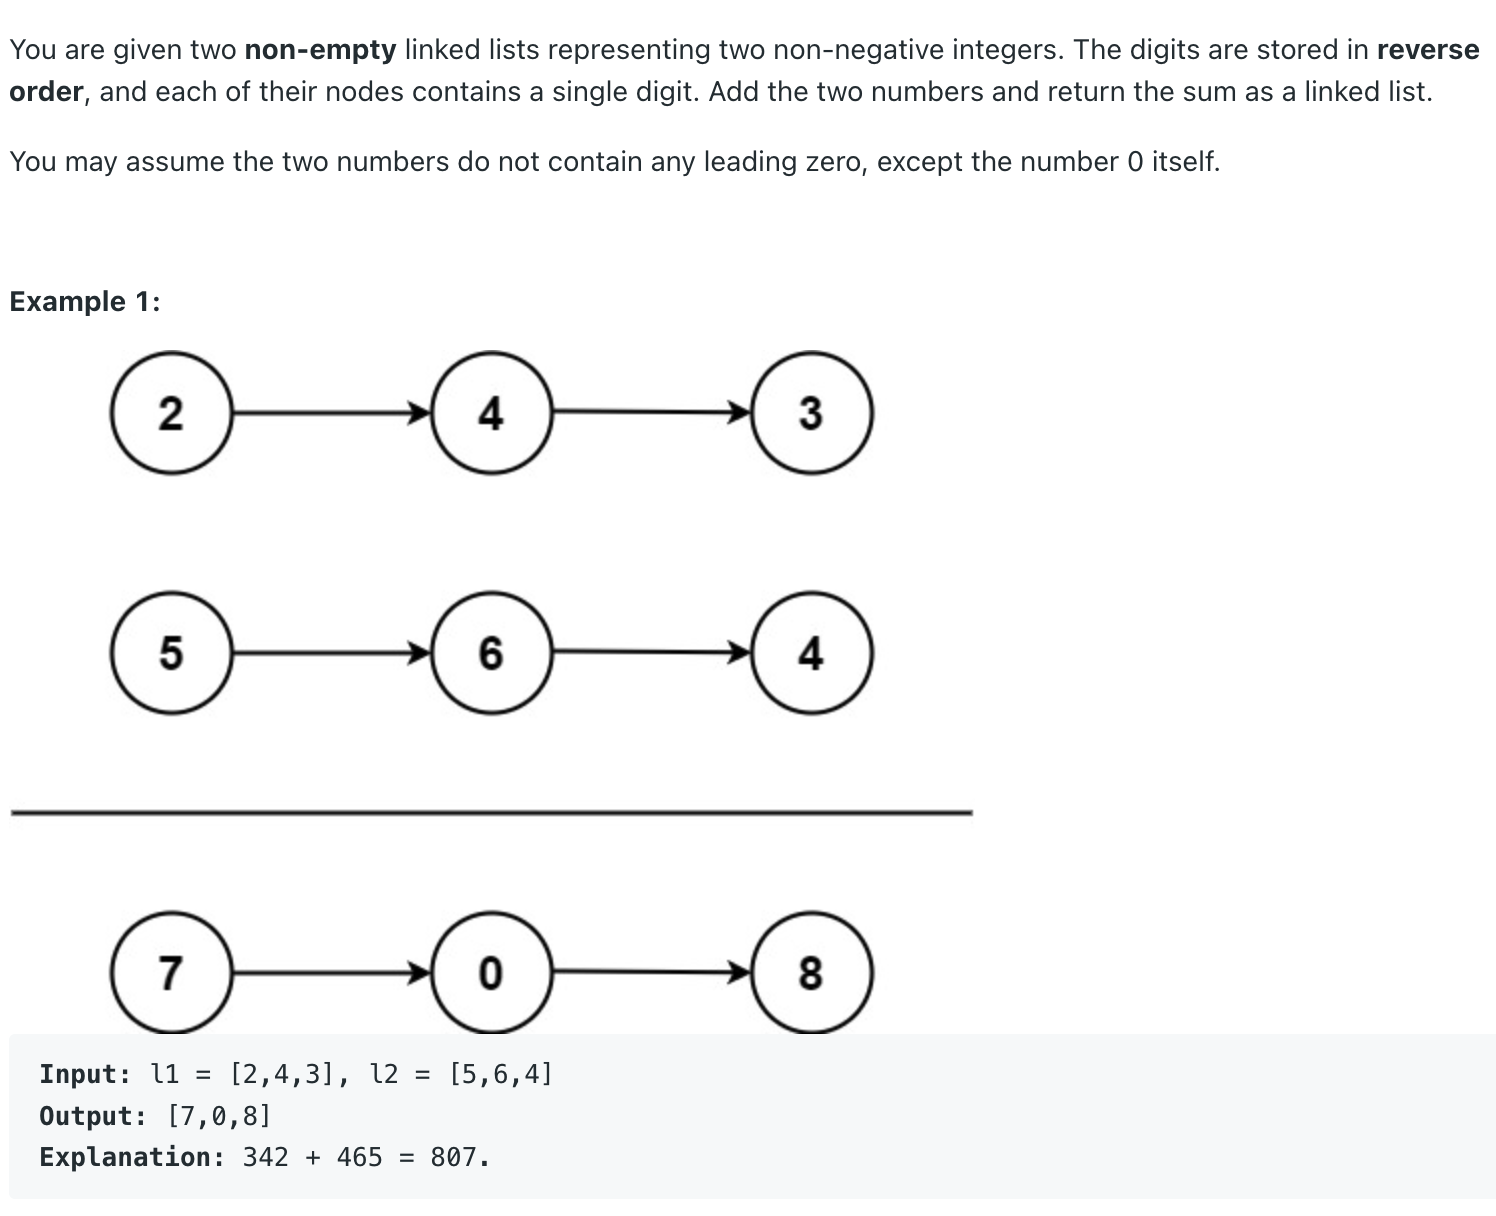 You are given two non-empty linked lists representing two non-negative integers. The digits are stored in reverse
order, and each of their nodes contains a single digit. Add the two numbers and return the sum as a linked list.
You may assume the two numbers do not contain any leading zero, except the number 0 itself.
Example 1:
2 4 3
5 6 4
7 0 8
Input: l1 = [2,4,3], l2 = [5,6,4]
Output: [7,0,8]
Explanation: 342 + 465 = 807.